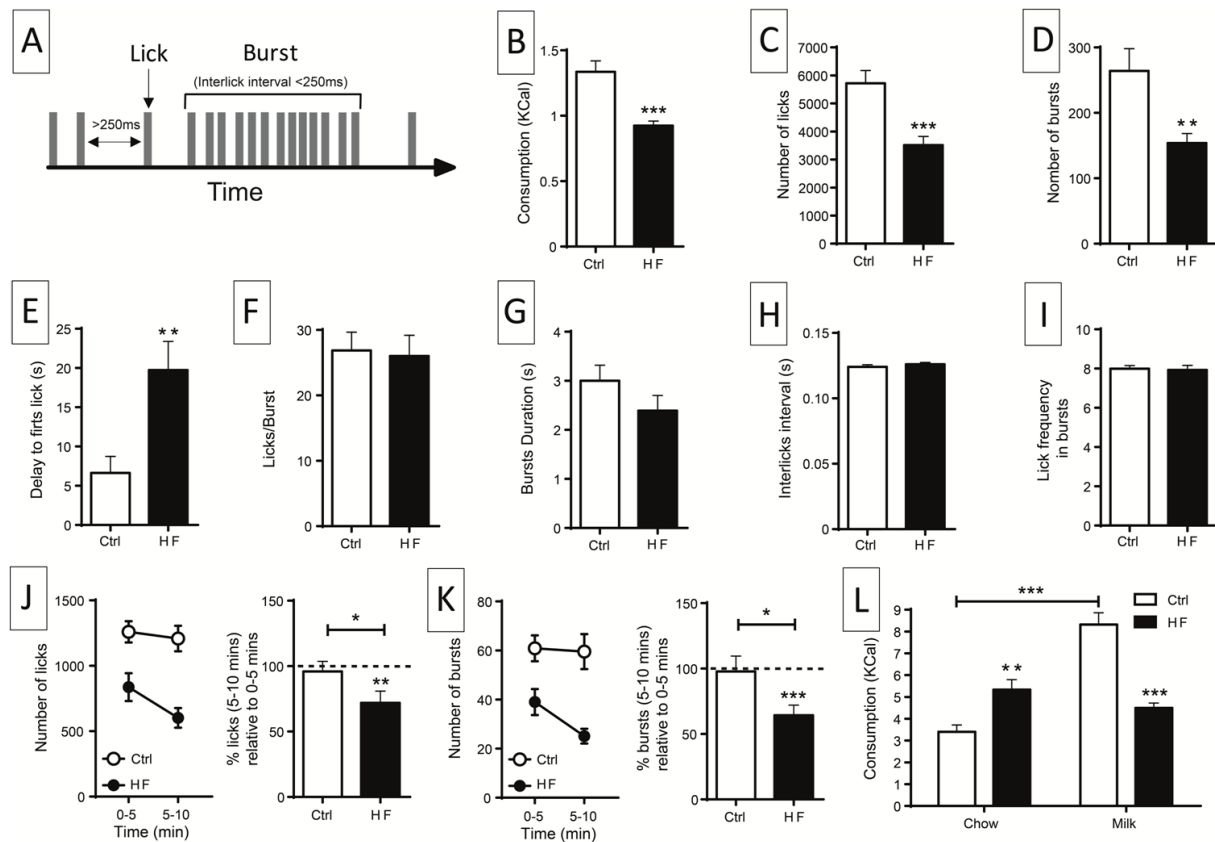 A
Lick
Burst
(Interlick interval <250ms)
>250ms
Time
B
Consumption (KCal)
1.5
1
0.5
0
***
Ctrl
HF
C
Number of licks
7000
6000
5000
4000
3000
2000
1000
0
***
Ctrl
HF
D
Nomber of bursts
300
200
100
0
**
Ctrl
HF
E
Delay to firts lick (s)
25
20
15
10
5
0
**
Ctrl
HF
F
Licks/Burst
30
20
10
0
Ctrl
HF
G
Bursts Duration (s)
4
3
2
1
0
Ctrl
HF
H
Interlicks interval (s)
0.15
0.10
0.05
0
Ctrl
HF
I
Lick frequency
in bursts
10
8
6
4
2
0
Ctrl
HF
J
Number of licks
1500
1000
500
0
Ctrl
HF
0-5
5-10
Time (min)
% licks (5-10 mins)
relative to 0-5 mins
150
100
50
0
*
**
Ctrl
HF
K
Number of bursts
80
60
40
20
0
Ctrl
HF
0-5
5-10
Time (min)
% bursts (5-10 mins)
relative to 0-5 mins
150
100
50
0
*
***
Ctrl
HF
L
Consumption (KCal)
9
8
7
6
5
4
3
2
1
0
***
**
***
Ctrl
HF
Chow
Milk